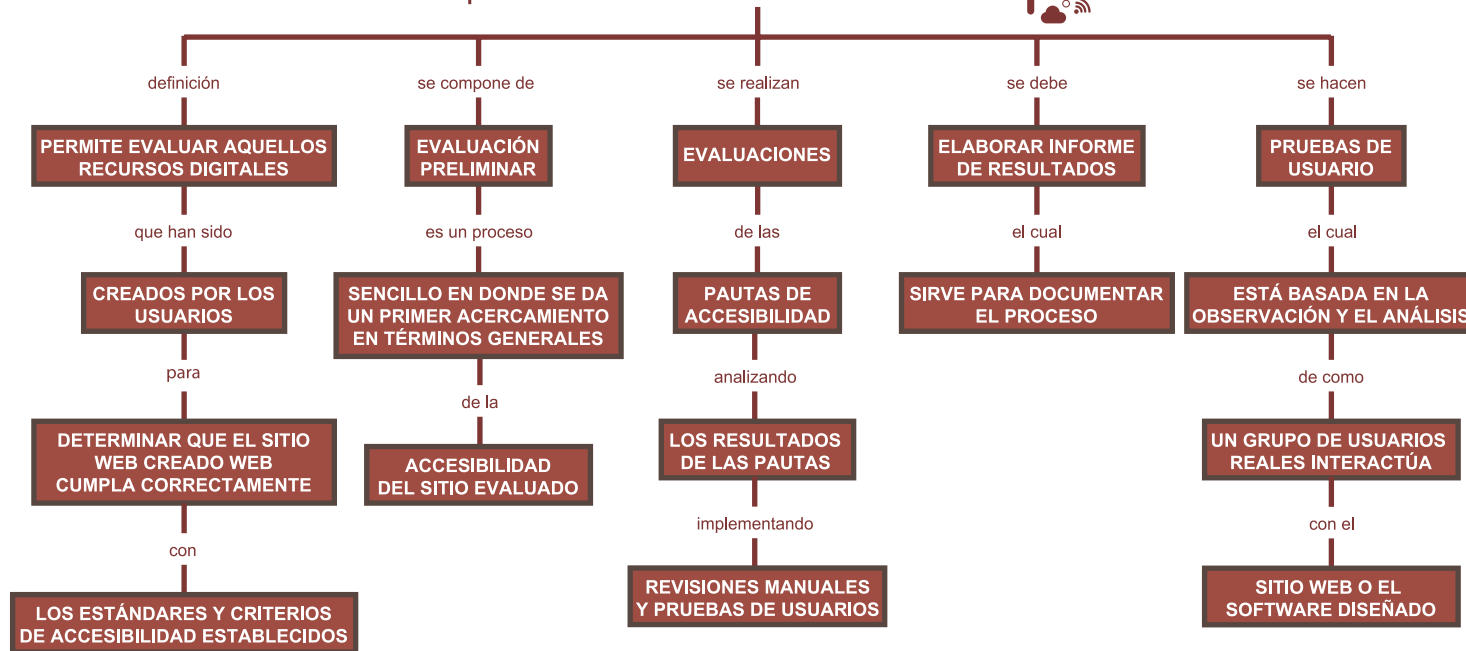 definición
PERMITE EVALUAR AQUELLOS
RECURSOS DIGITALES
que han sido
CREADOS POR LOS
USUARIOS
para
DETERMINAR QUE EL SITIO
WEB CREADO WEB
CUMPLA CORRECTAMENTE
con
LOS ESTÁNDARES Y CRITERIOS
DE ACCESIBILIDAD ESTABLECIDOS
se compone de
EVALUACIÓN
PRELIMINAR
es un proceso
SENCILLO EN DONDE SE DA
UN PRIMER ACERCAMIENTO
EN TÉRMINOS GENERALES
de la
ACCESIBILIDAD
DEL SITIO EVALUADO
se realizan
EVALUACIONES
de las
PAUTAS DE
ACCESIBILIDAD
analizando
LOS RESULTADOS
DE LAS PAUTAS
implementando
REVISIONES MANUALES
Y PRUEBAS DE USUARIOS
se debe
ELABORAR INFORME
DE RESULTADOS
el cual
SIRVE PARA DOCUMENTAR
EL PROCESO
se hacen
PRUEBAS DE
USUARIO
el cual
ESTÁ BASADA EN LA
OBSERVACIÓN Y EL ANÁLISIS
de como
UN GRUPO DE USUARIOS
REALES INTERACTÚA
con el
SITIO WEB O EL
SOFTWARE DISEÑADO